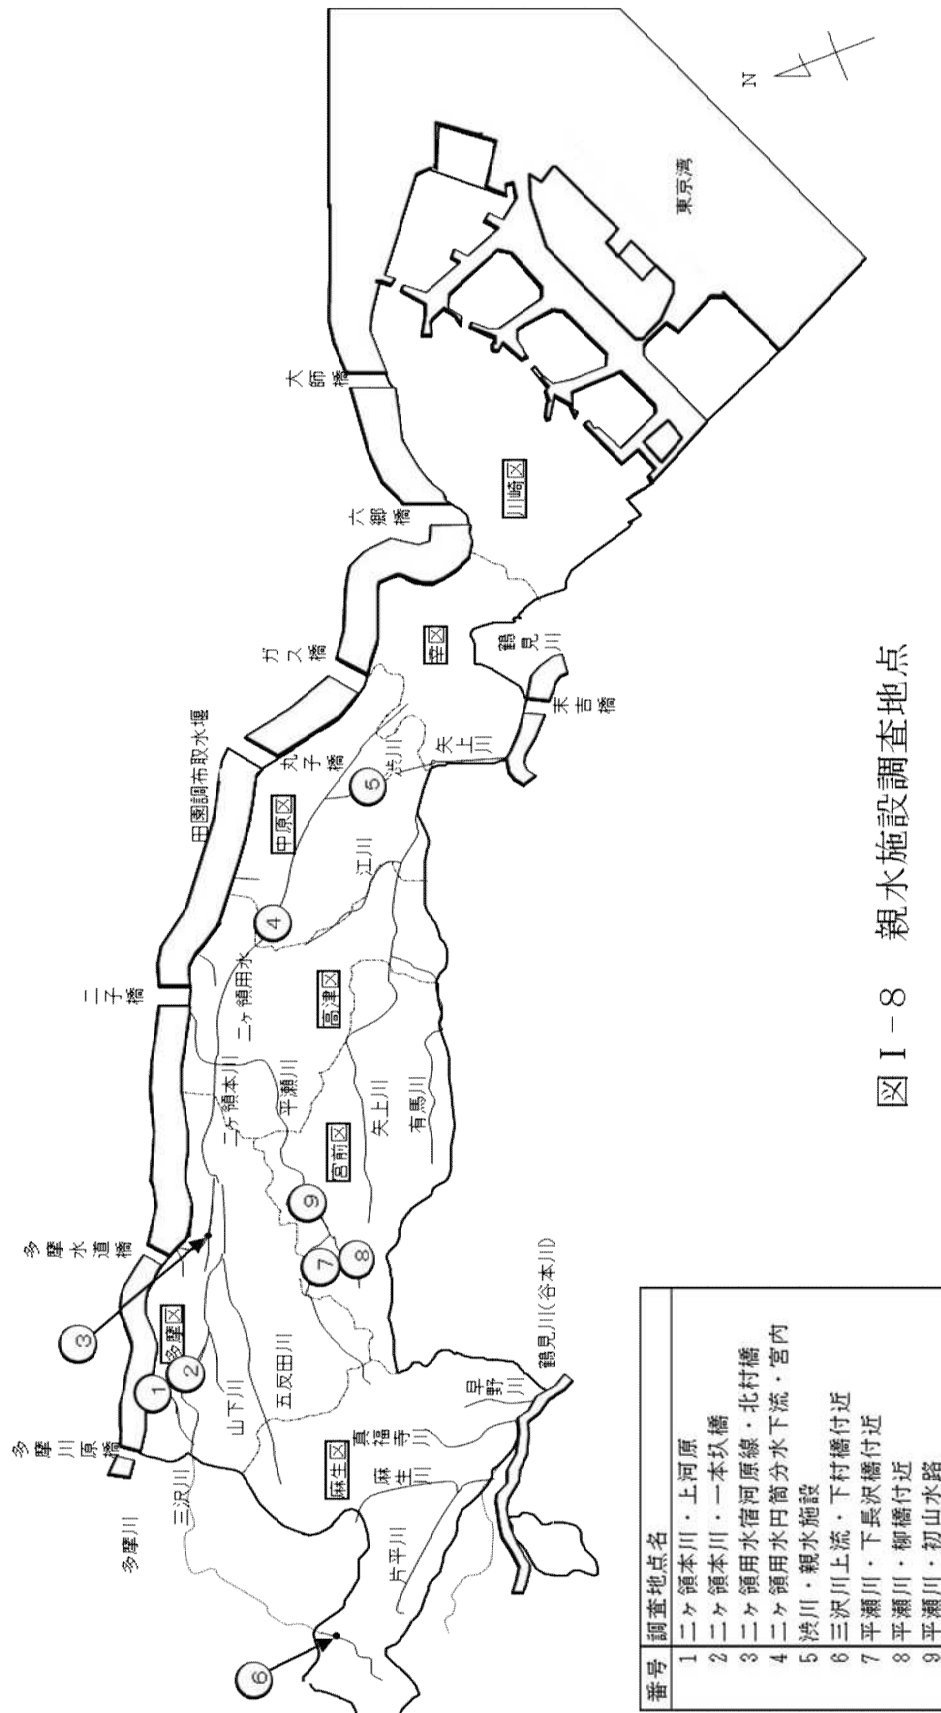 多摩川
多摩川原橋
多摩水道橋
二子橋
田園調布取水堰
丸子橋
ガス橋
六郷橋
大師橋
N
東京湾
三沢川
多摩区
山下川
五反田川
二ヶ領本川
二ヶ領用水
平瀬川
中原区
渋川
江川
矢上川
幸区
川崎区
鶴見川
末吉橋
高津区
宮前区
矢上川
有馬川
麻生区
真福寺川
麻生川
早野川
片平川
鶴見川(谷本川)
1
2
3
4
5
6
7
8
9
番号 調査地点名
1 二ヶ領本川・上河原
2 二ヶ領本川・一本圦橋
3 二ヶ領用水宿河原線・北村橋
4 二ヶ領用水円筒分水下流・宮内
5 渋川・親水施設
6 三沢川上流・下村橋付近
7 平瀬川・下長沢橋付近
8 平瀬川・柳橋付近
9 平瀬川・初山水路
図Ⅰ-8 親水施設調査地点